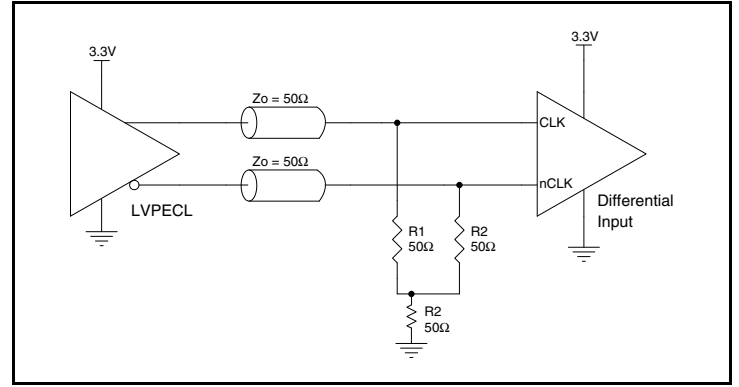 3.3V
3.3V
Zo = 50Ω
CLK
Zo = 50Ω
nCLK
LVPECL
Differential
Input
R1
50Ω
R2
50Ω
R2
50Ω